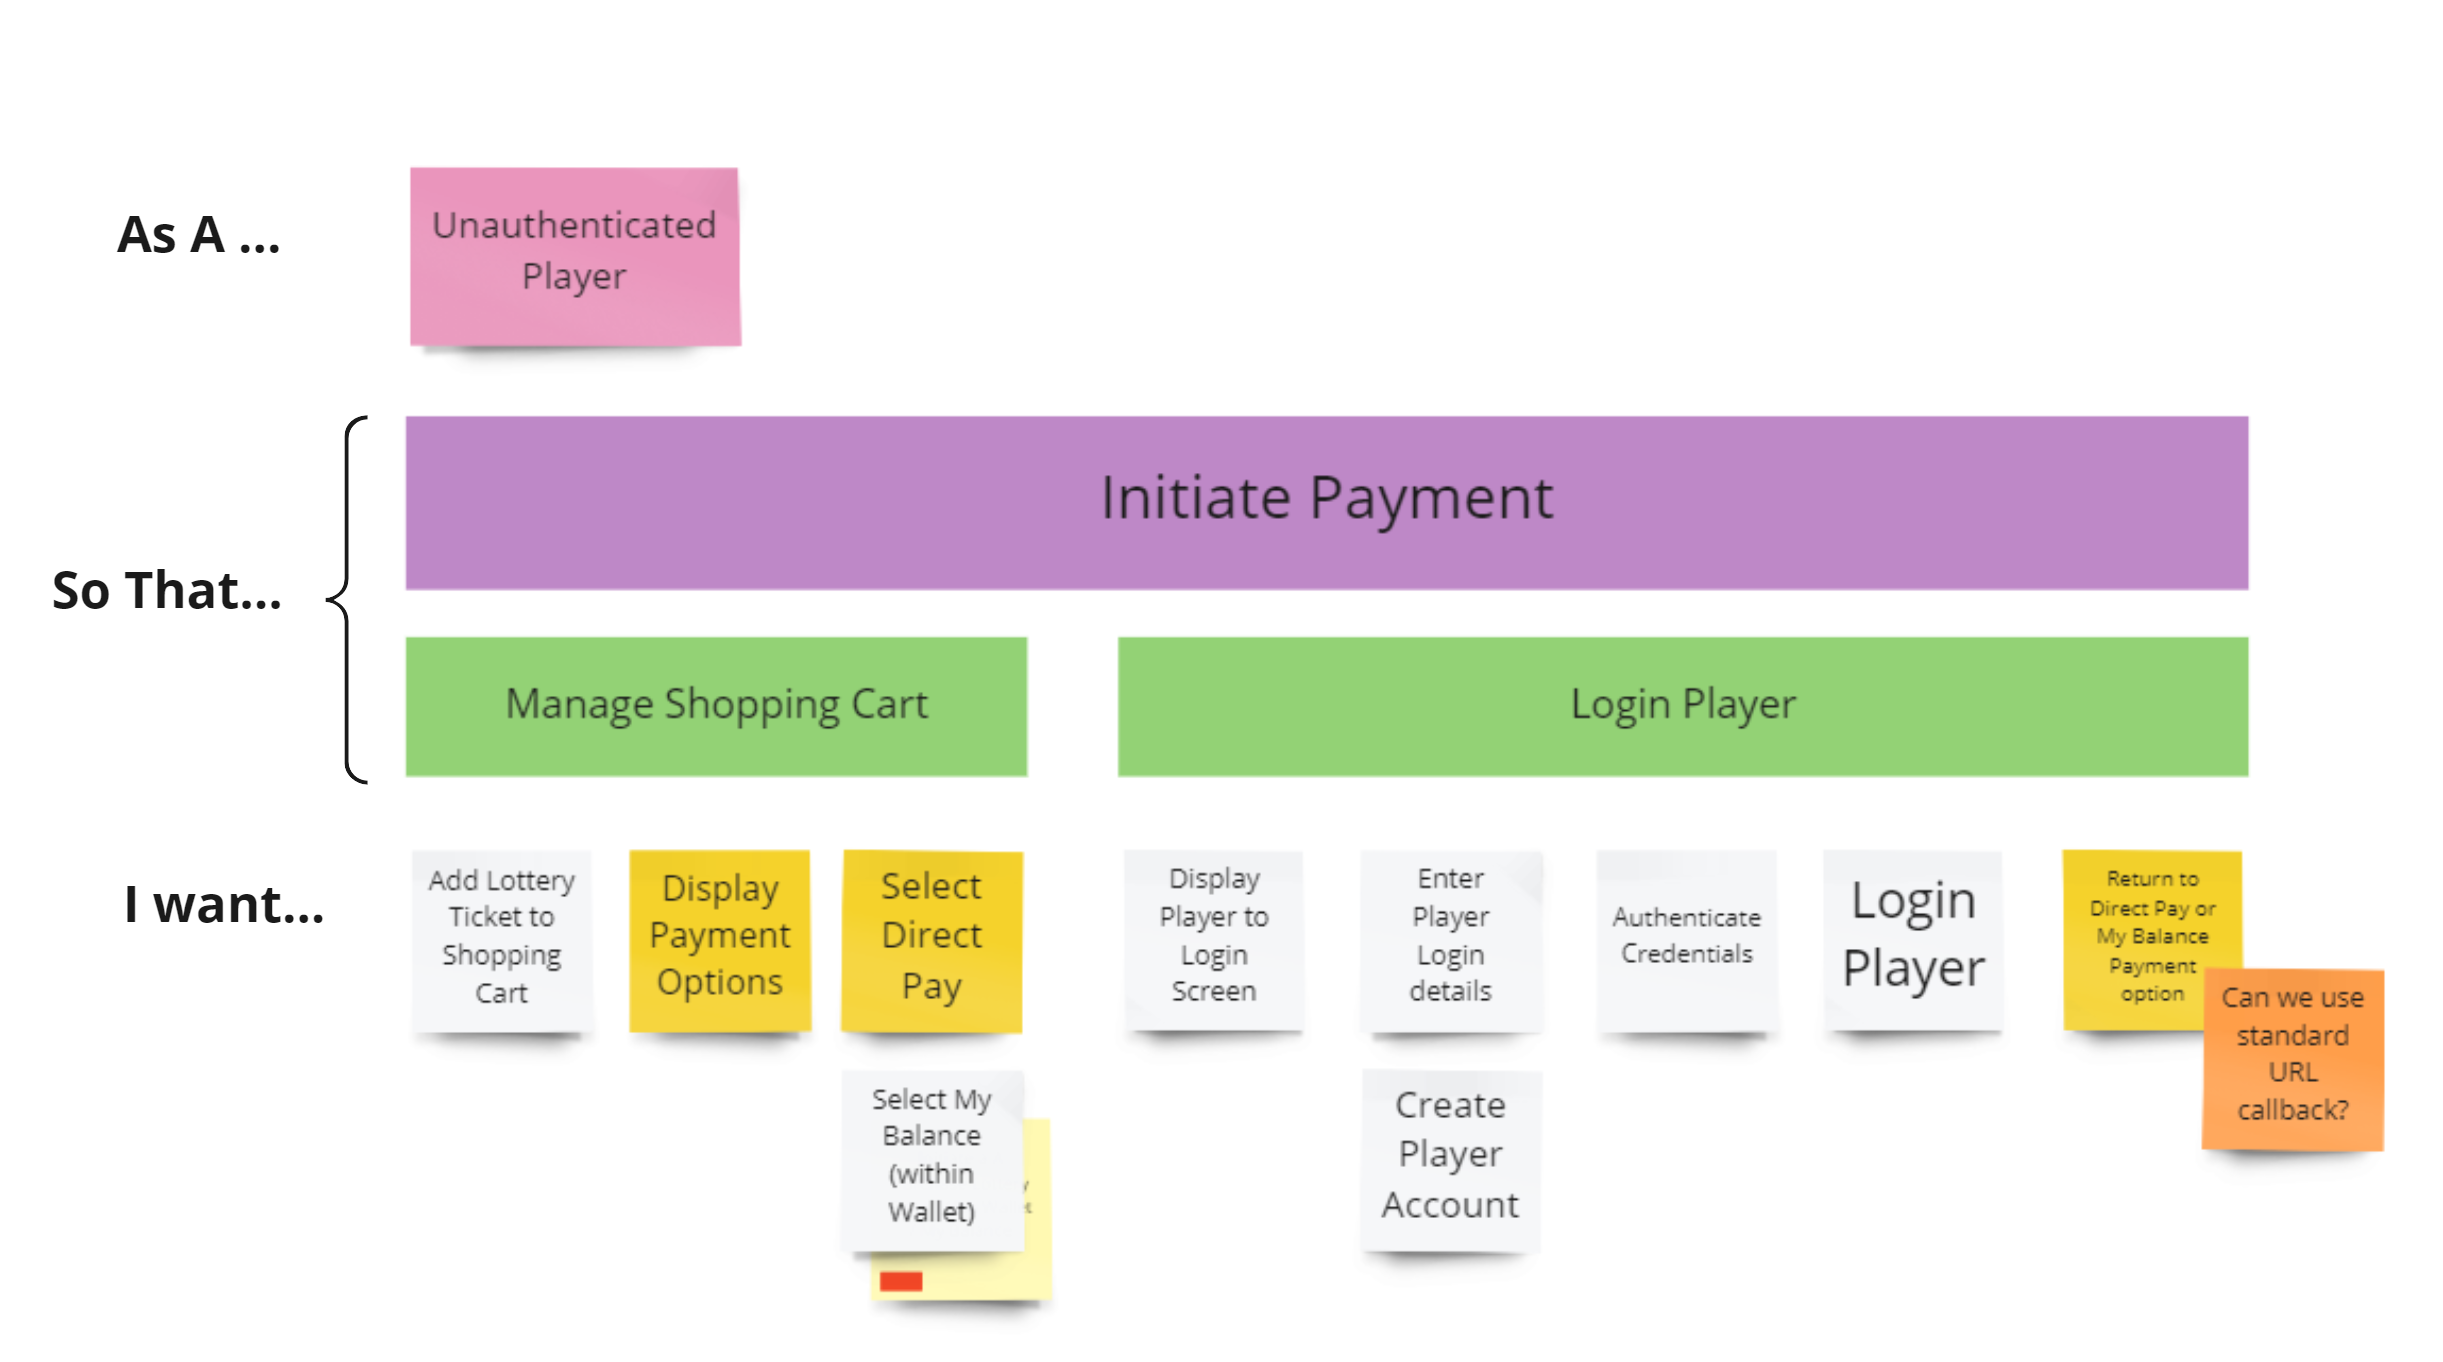 As A ...
Unauthenticated
Player
So That...
Initiate Payment
Manage Shopping Cart
Login Player
I want...
Add Lottery
Ticket to
Shopping
Cart
Display
Payment
Options
Select
Direct
Pay
Select My
Balance
(within
Wallet)
Display
Player to
Login
Screen
Enter
Player
Login
details
Create
Player
Account
Authenticate
Credentials
Login
Player
Return to
Direct Pay or
My Balance
Payment
option
Can we use
standard
URL
callback?